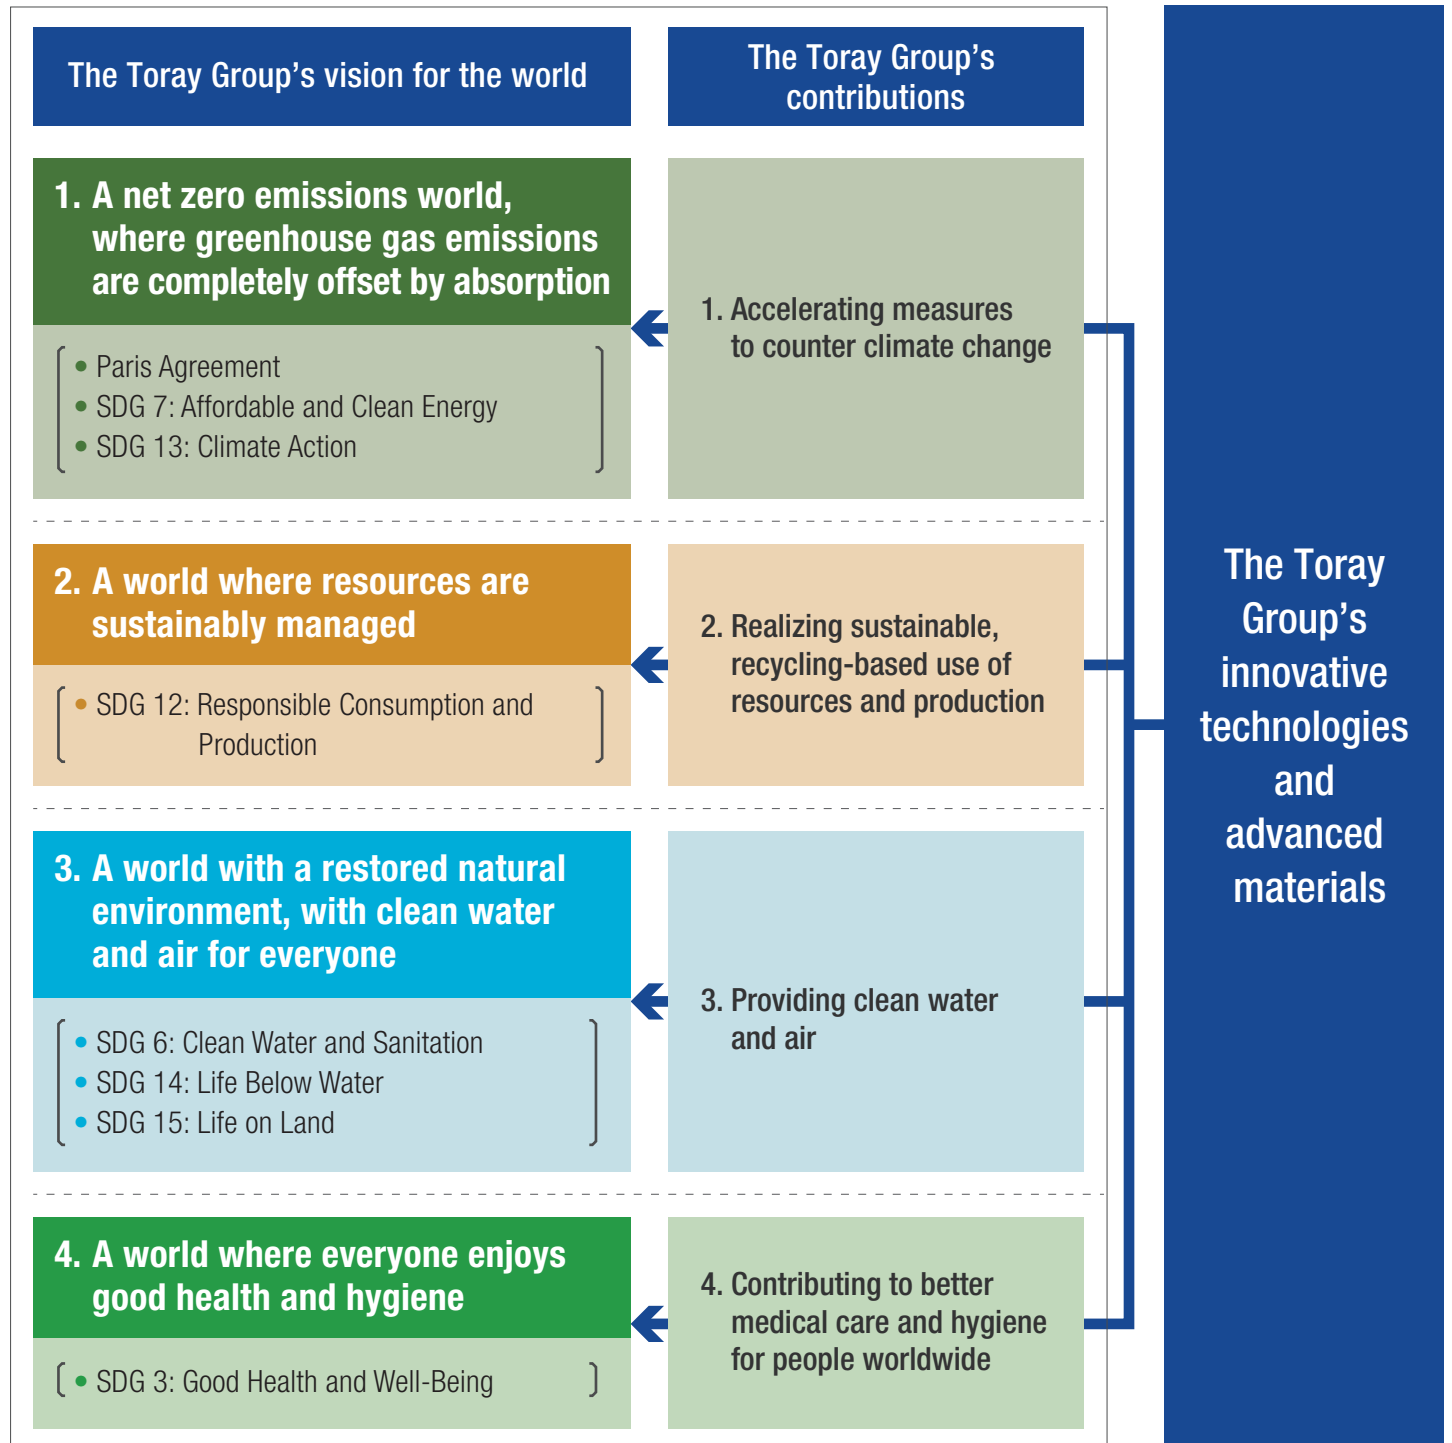 The Toray Group's vision for the world
The Toray Group's
contributions
1. A net zero emissions world,
where greenhouse gas emissions
are completely offset by absorption
• Paris Agreement
• SDG 7: Affordable and Clean Energy
• SDG 13: Climate Action
1. Accelerating measures
to counter climate change
2. A world where resources are
sustainably managed
• SDG 12: Responsible Consumption and
Production
2. Realizing sustainable,
recycling-based use of
resources and production
3. A world with a restored natural
environment, with clean water
and air for everyone
• SDG 6: Clean Water and Sanitation
• SDG 14: Life Below Water
• SDG 15: Life on Land
3. Providing clean water
and air
4. A world where everyone enjoys
good health and hygiene
• SDG 3: Good Health and Well-Being
4. Contributing to better
medical care and hygiene
for people worldwide
The Toray
Group's
innovative
technologies
and
advanced
materials